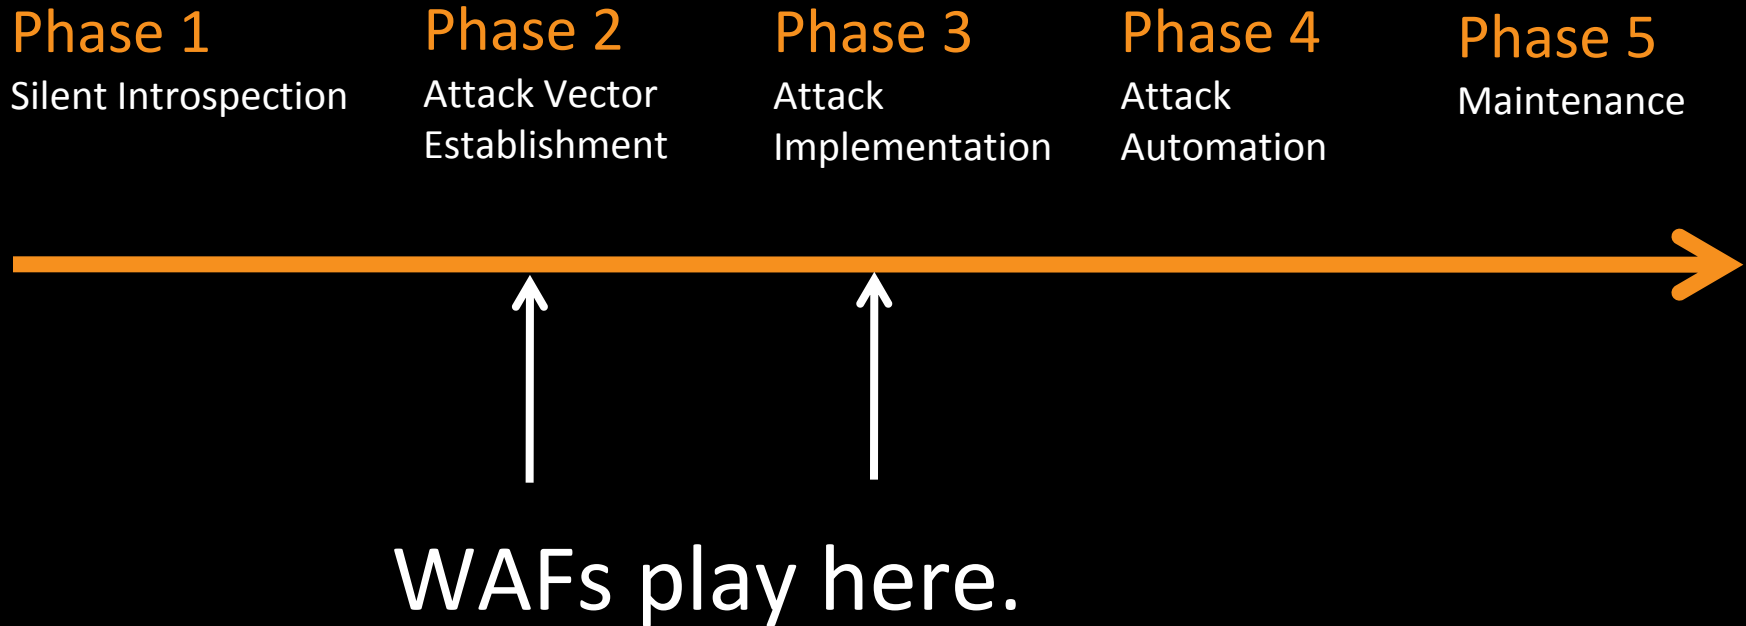 Phase 1
Silent Introspection
Phase 2
Attack Vector
Establishment
Phase 3
Attack
Implementation
Phase 4
Attack
Automation
Phase 5
Maintenance
WAFs play here.